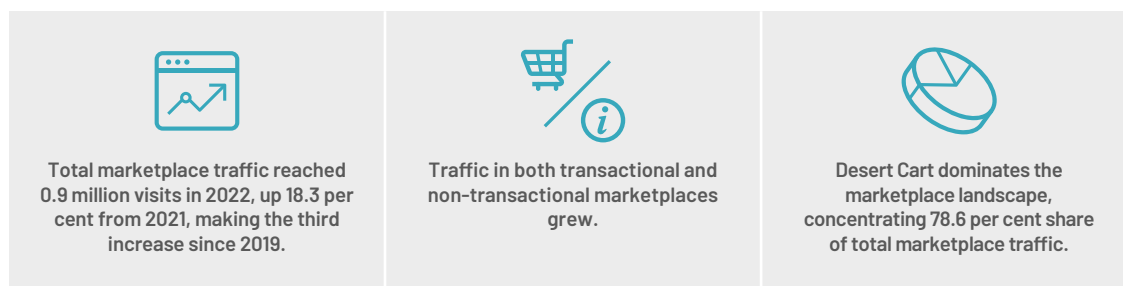 Total marketplace traffic reached
0.9 million visits in 2022, up 18.3 per
cent from 2021, making the third
increase since 2019.
Traffic in both transactional and
non-transactional marketplaces
grew.
Desert Cart dominates the
marketplace landscape,
concentrating 78.6 per cent share
of total marketplace traffic.